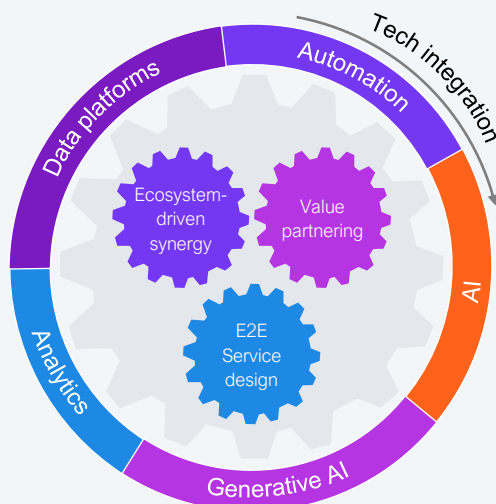 Tech integration
Automation
AI
Generative AI
Analytics
Data platforms
Ecosystem-
driven
synergy
Value
partnering
E2E
Service
design